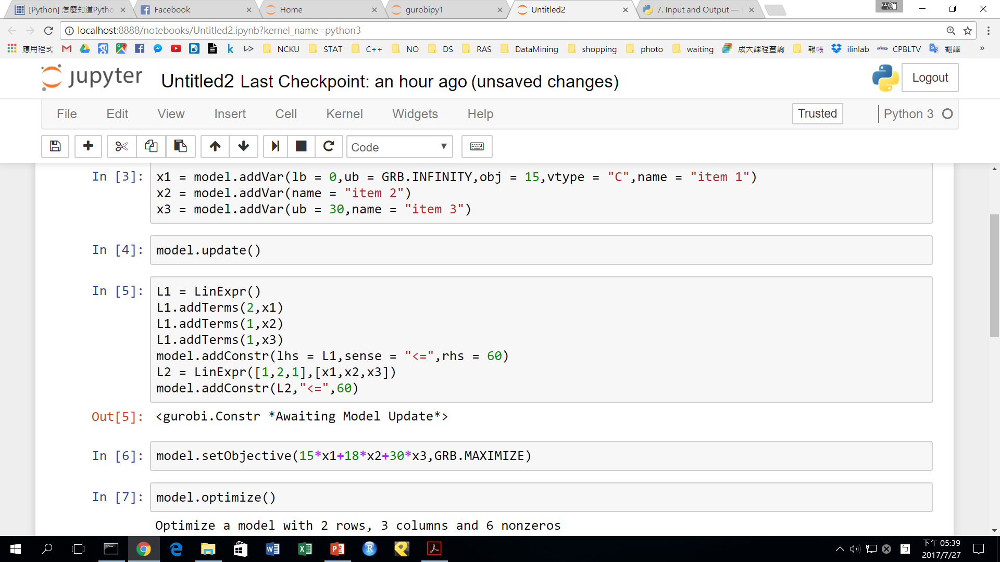 [Python] 怎麼知道Pytho
Facebook
Home
gurobipy1
Untitled2
7. Input and Output —
雪湄
localhost:8888/notebooks/Untitled2.ipynb?kernel_name=python3
應用程式
NCKU
STAT
C++
NO
DS
RAS
DataMining
shopping
photo
waiting
成大課程查詢
報帳
ilinlab
CPBLTV
翻譯
»
jupyter
Untitled2 Last Checkpoint: an hour ago (unsaved changes)
Logout
File Edit View Insert Cell Kernel Widgets Help
Trusted
Python 3
Code
In [3]: x1 = model.addVar(lb = 0,ub = GRB.INFINITY,obj = 15,vtype = "C",name = "item 1")
x2 = model.addVar(name = "item 2")
x3 = model.addVar(ub = 30,name = "item 3")
In [4]: model.update()
In [5]: L1 = LinExpr()
L1.addTerms(2,x1)
L1.addTerms(1,x2)
L1.addTerms(1,x3)
model.addConstr(lhs = L1,sense = "<=",rhs = 60)
L2 = LinExpr([1,2,1],[x1,x2,x3])
model.addConstr(L2,"<=",60)
Out[5]: <gurobi.Constr *Awaiting Model Update*>
In [6]: model.setObjective(15*x1+18*x2+30*x3,GRB.MAXIMIZE)
In [7]: model.optimize()
Optimize a model with 2 rows, 3 columns and 6 nonzeros
下午 05:39
2017/7/27